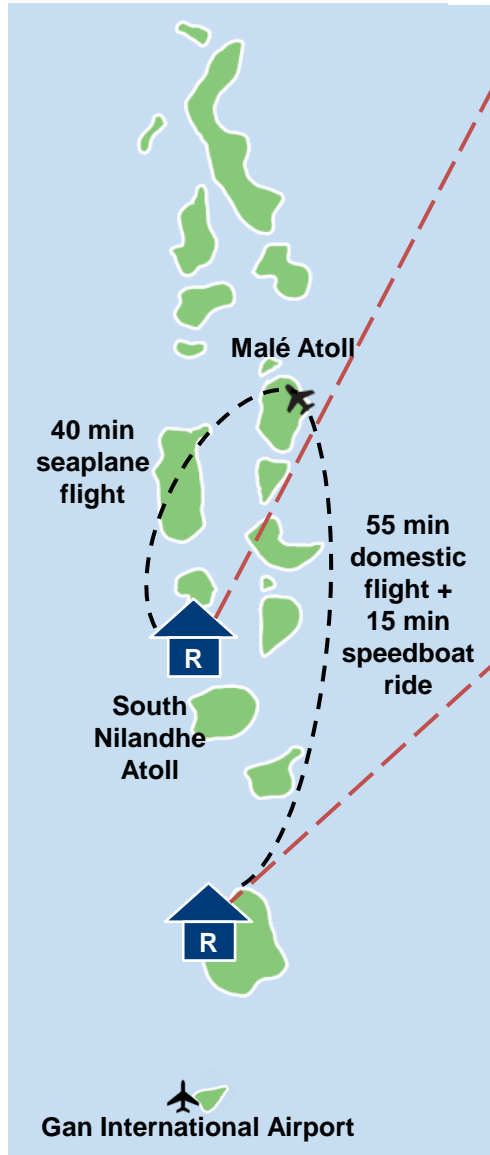 Malé Atoll
40 min
seaplane
flight
55 min
domestic
flight +
15 min
speedboat
ride
R
South
Nilandhe
Atoll
R
Gan International Airport